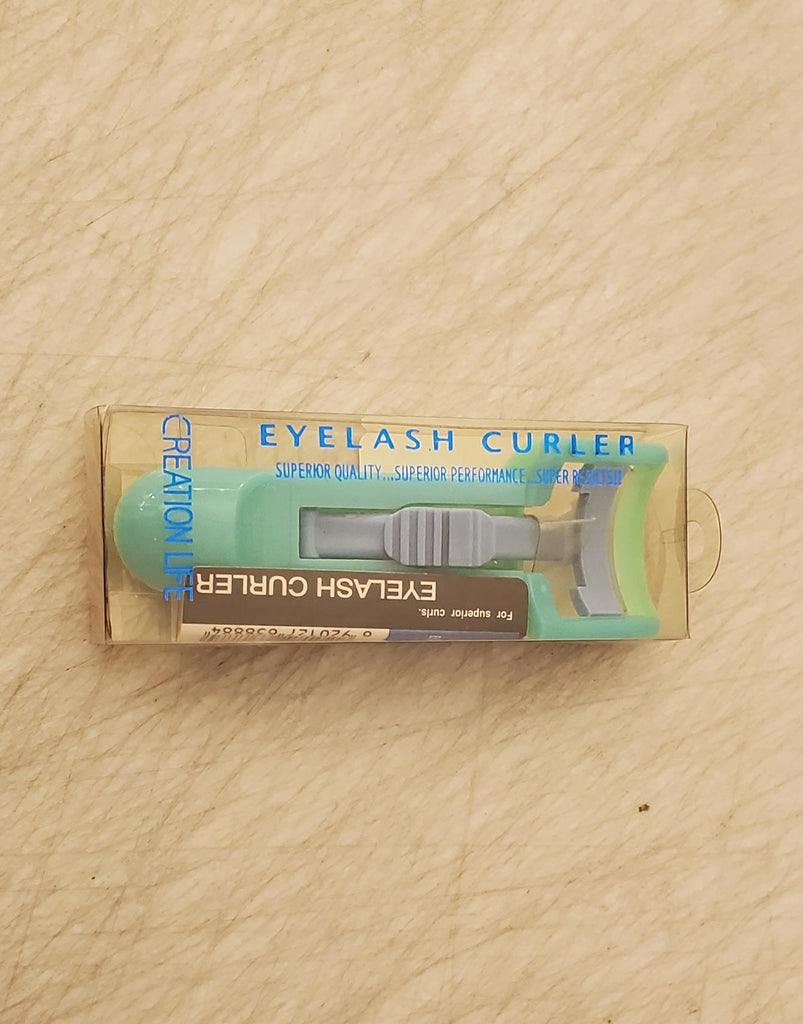 EYELASH CURLER
SUPERIOR QUALITY...SUPERIOR PERFORMANCE...SUPER RESULTS!!
CREATION LIFE
EYELASH CURLER
For superior curls.